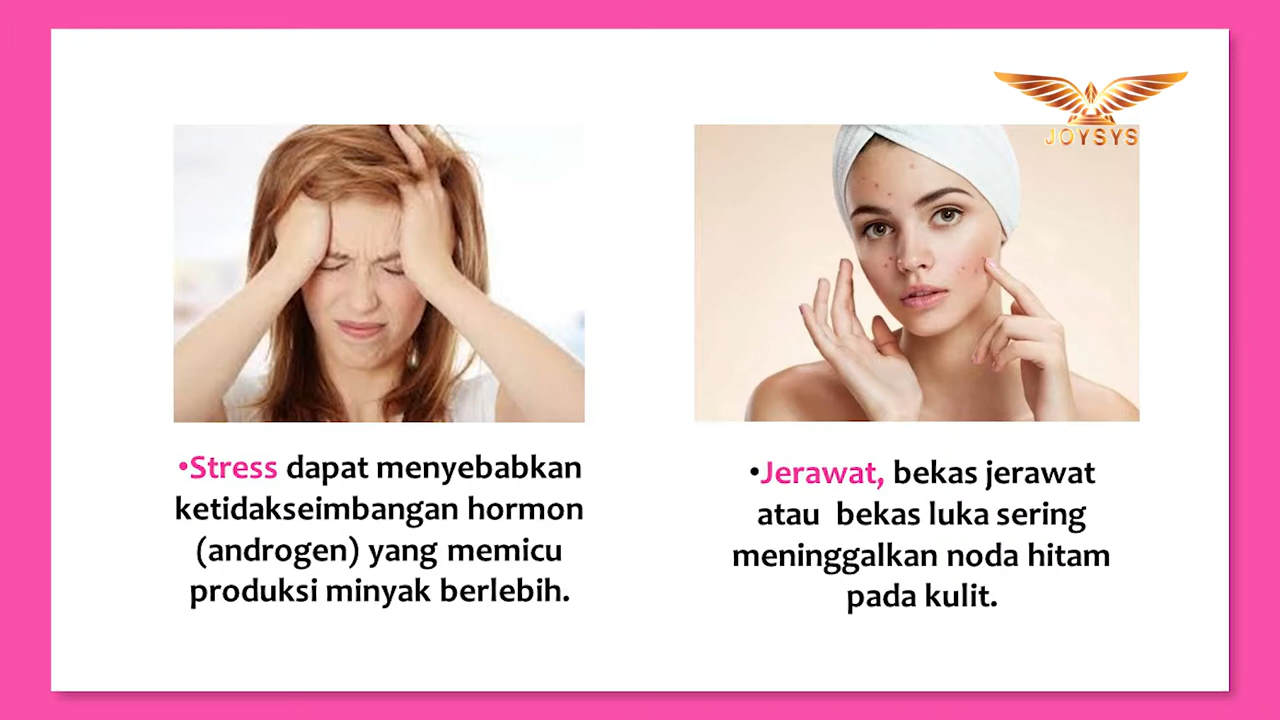 JOYSYS
•Stress dapat menyebabkan
ketidakseimbangan hormon
(androgen) yang memicu
produksi minyak berlebih.
•Jerawat, bekas jerawat
atau  bekas luka sering
meninggalkan noda hitam
pada kulit.